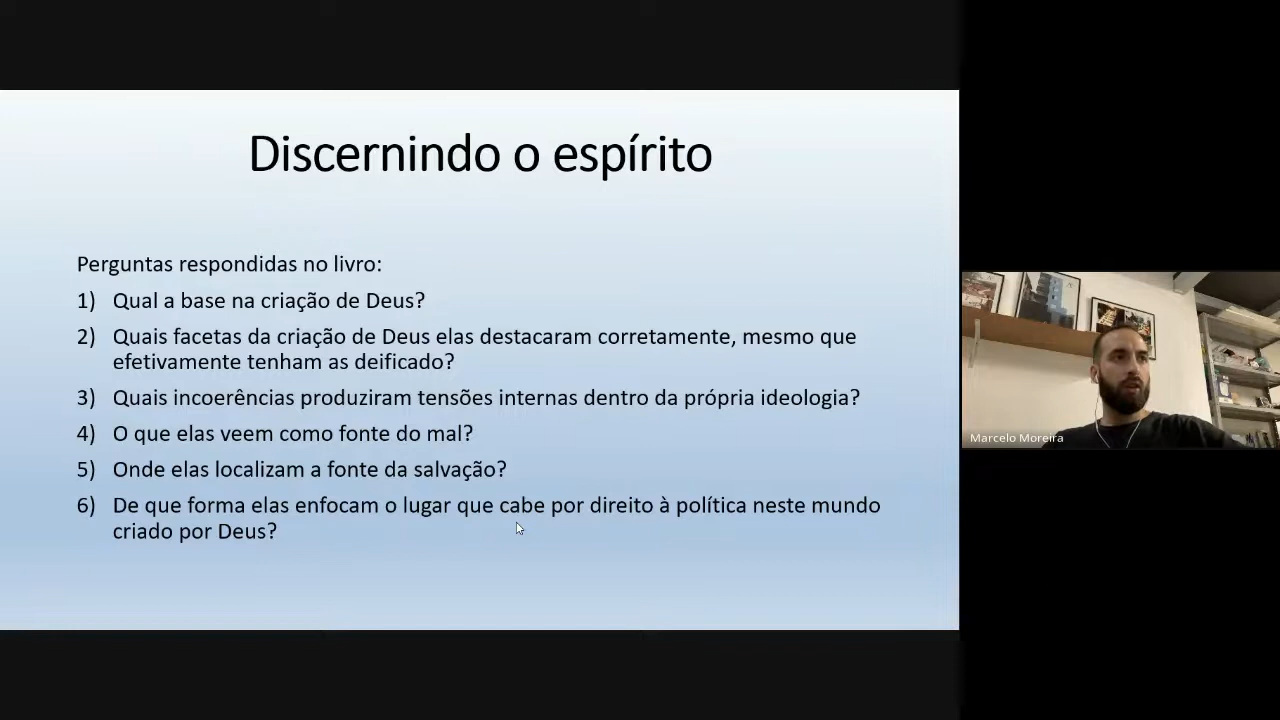 Discernindo o espírito
Perguntas respondidas no livro:
1) Qual a base na criação de Deus?
2) Quais facetas da criação de Deus elas destacaram corretamente, mesmo que
efetivamente tenham as deificado?
3) Quais incoerências produziram tensões internas dentro da própria ideologia?
4) O que elas veem como fonte do mal?
5) Onde elas localizam a fonte da salvação?
6) De que forma elas enfocam o lugar que cabe por direito à política neste mundo
criado por Deus?
Marcelo Moreira